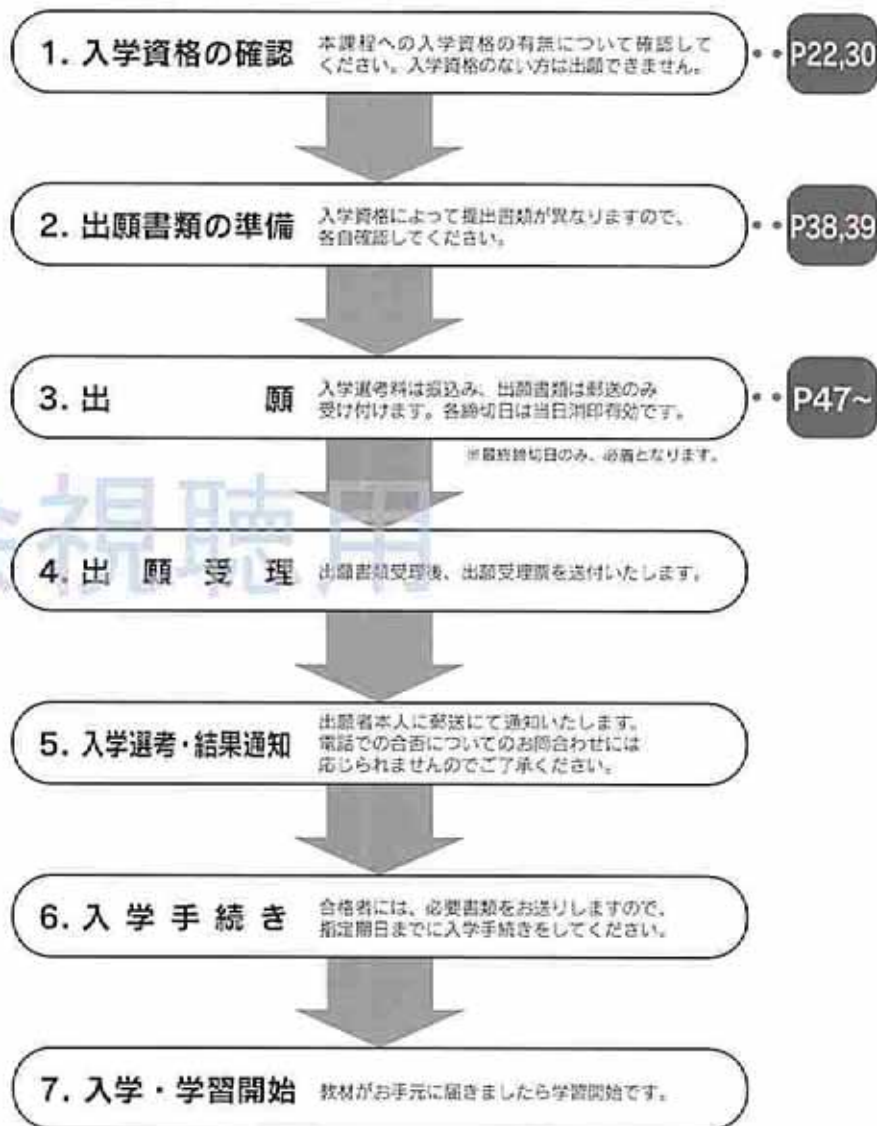 1. 入学資格の確認
本課程への入学資格の有無について確認して
ください。入学資格のない方は出願できません。
P22,30
2. 出願書類の準備
入学資格によって提出書類が異なりますので、
各自確認してください。
P38,39
3. 出願
入学選考料は振込み、出願書類は郵送のみ
受け付けます。各締切日は当日消印有効です。
P47~
※最終締切日のみ、必着となります。
視聴用
4. 出願受理
出願書類受理後、出願受理票を送付いたします。
5. 入学選考・結果通知
出願者本人に郵送にて通知いたします。
電話での合否についてのお問合わせには
応じられませんのでご了承ください。
6. 入学手続き
合格者には、必要書類をお送りしますので、
指定期日までに入学手続きをしてください。
7. 入学・学習開始
教材がお手元に届きましたら学習開始です。